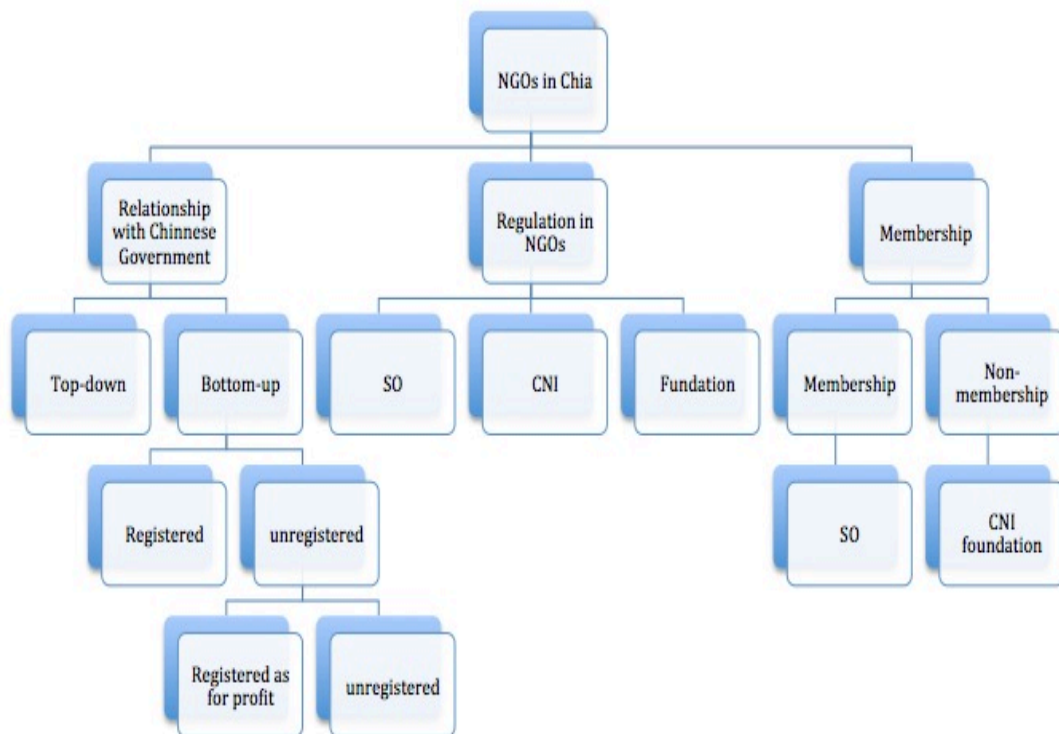 NGOs in Chia
Relationship
with Chinnese
Government
Regulation in
NGOs
Membership
Top-down
Bottom-up
SO
CNI
Fundation
Membership
Non-
membership
Registered
unregistered
SO
CNI
foundation
Registered as
for profit
unregistered